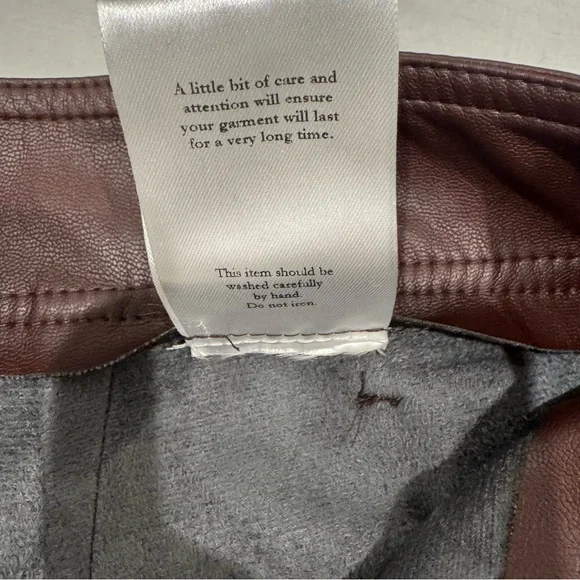 A little bit of care and
attention will ensure
your garment will last
for a very long time.
This item should be
washed carefully
by hand.
Do not iron.